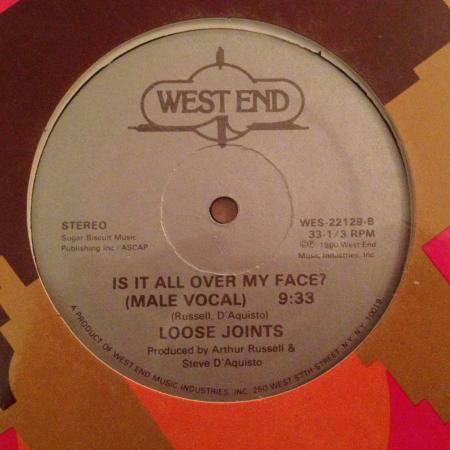 WEST END
STEREO
Sugar Biscuit Music
Publishing Inc / ASCAP
WES-22129-B
33-1/3 RPM
©℗ 1980 West End
Music Industries, Inc
IS IT ALL OVER MY FACE?
(MALE VOCAL) 9:33
(Russell, D'Aquisto)
LOOSE JOINTS
Produced by Arthur Russell &
Steve D'Aquisto
A PRODUCT OF WEST END MUSIC INDUSTRIES, INC. 250 WEST 57TH STREET, N.Y., N.Y. 10019